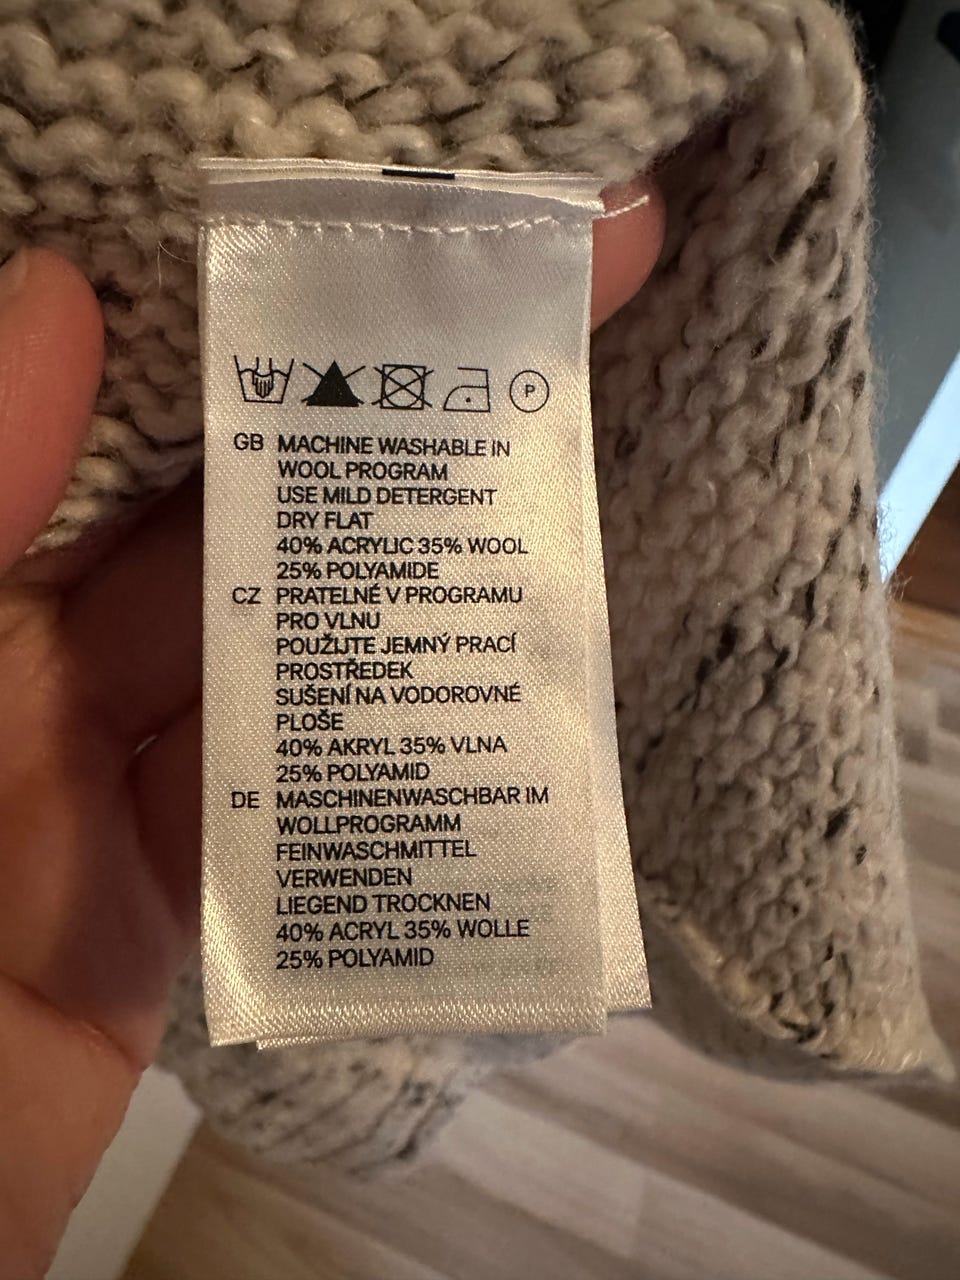 P
GB MACHINE WASHABLE IN
WOOL PROGRAM
USE MILD DETERGENT
DRY FLAT
40% ACRYLIC 35% WOOL
25% POLYAMIDE
CZ PRATELNÉ V PROGRAMU
PRO VLNU
POUŽIJTE JEMNÝ PRACÍ
PROSTŘEDEK
SUŠENÍ NA VODOROVNÉ
PLOŠE
40% AKRYL 35% VLNA
25% POLYAMID
DE MASCHINENWASCHBAR IM
WOLLPROGRAMM
FEINWASCHMITTEL
VERWENDEN
LIEGEND TROCKNEN
40% ACRYL 35% WOLLE
25% POLYAMID